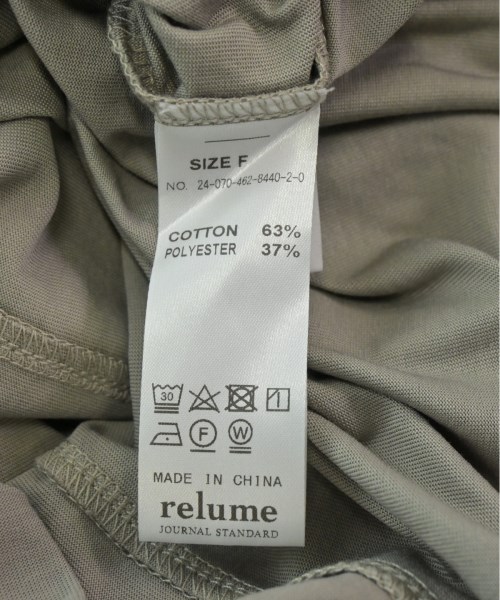 SIZE F
NO. 24-070-462-8440-2-0
COTTON 63%
POLYESTER 37%
30
F W
MADE IN CHINA
relume
JOURNAL STANDARD